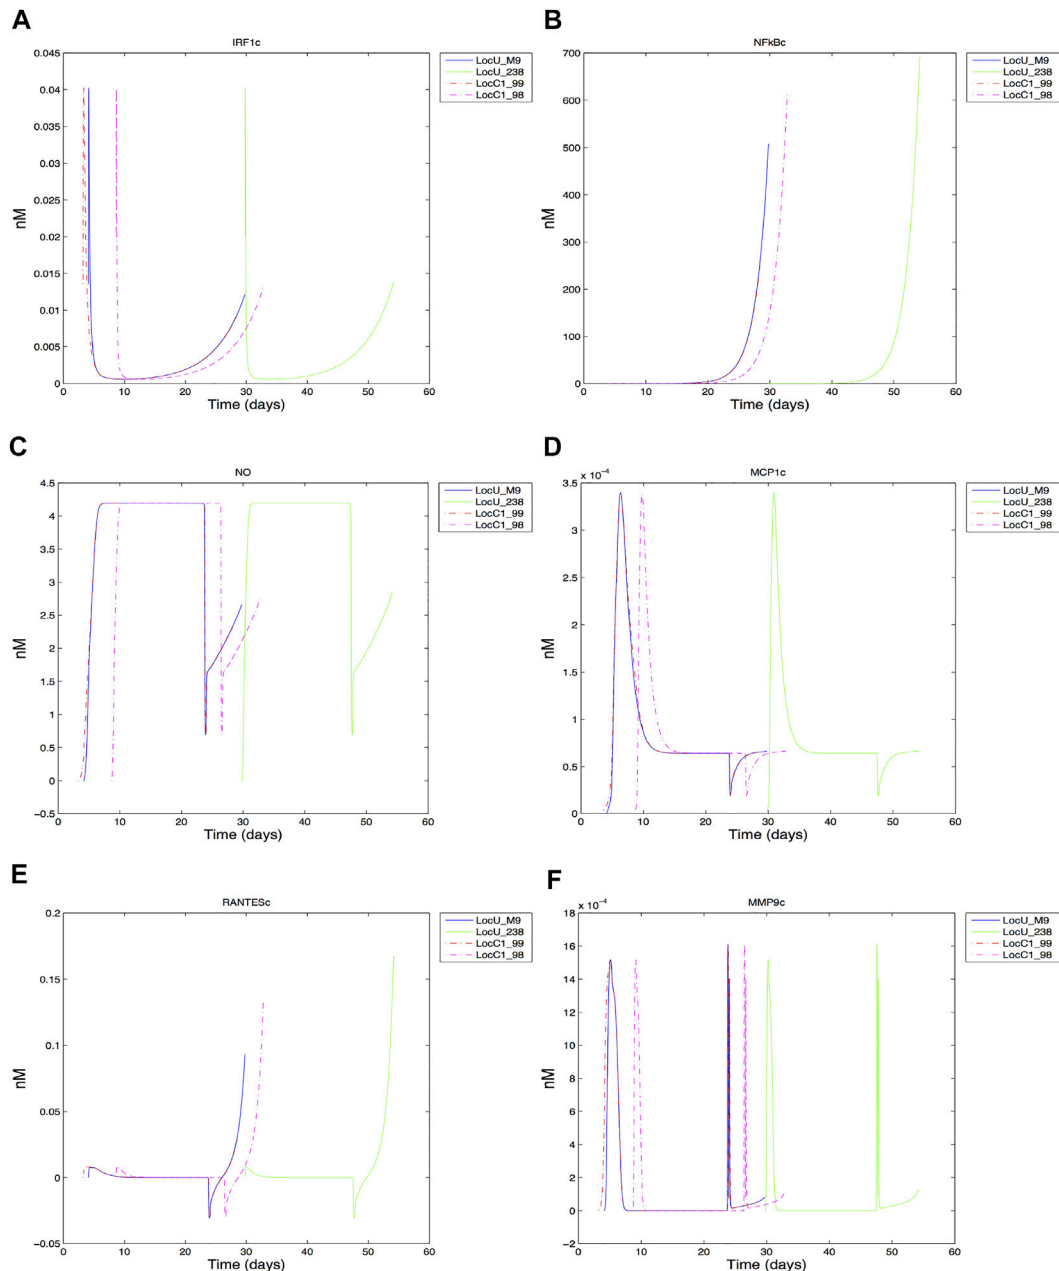 A
IRF1c
0.045
0.04
0.035
0.03
0.025
0.02
0.015
0.01
0.005
0
nM
0 10 20 30 40 50 60
Time (days)
LocU_M9
LocU_238
LocC1_99
LocC1_98
B
NFkBc
700
600
500
400
300
200
100
0
nM
0 10 20 30 40 50 60
Time (days)
LocU_M9
LocU_238
LocC1_99
LocC1_98
C
NO
4.5
4
3.5
3
2.5
2
1.5
1
0.5
0
−0.5
nM
0 10 20 30 40 50 60
Time (days)
LocU_M9
LocU_238
LocC1_99
LocC1_98
D
x 10⁻⁴
MCP1c
3.5
3
2.5
2
1.5
1
0.5
0
nM
0 10 20 30 40 50 60
Time (days)
LocU_M9
LocU_238
LocC1_99
LocC1_98
E
RANTESc
0.2
0.15
0.1
0.05
0
−0.05
nM
0 10 20 30 40 50 60
Time (days)
LocU_M9
LocU_238
LocC1_99
LocC1_98
F
x 10⁻⁴
MMP9c
18
16
14
12
10
8
6
4
2
0
−2
nM
0 10 20 30 40 50 60
Time (days)
LocU_M9
LocU_238
LocC1_99
LocC1_98